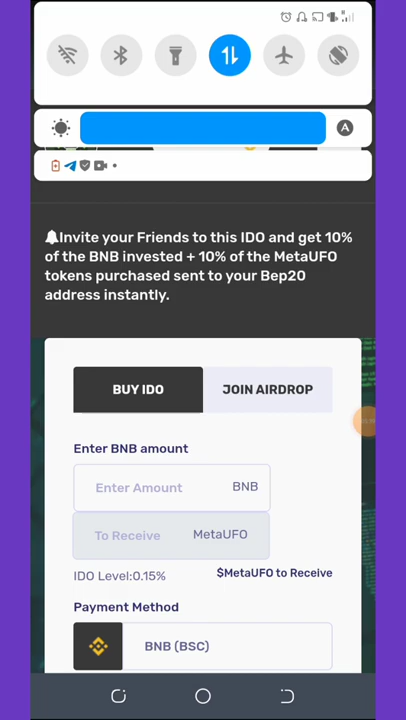 A
Invite your Friends to this IDO and get 10%
of the BNB invested + 10% of the MetaUFO
tokens purchased sent to your Bep20
address instantly.
BUY IDO
JOIN AIRDROP
Enter BNB amount
Enter Amount
BNB
To Receive
MetaUFO
IDO Level:0.15%
$MetaUFO to Receive
Payment Method
BNB (BSC)